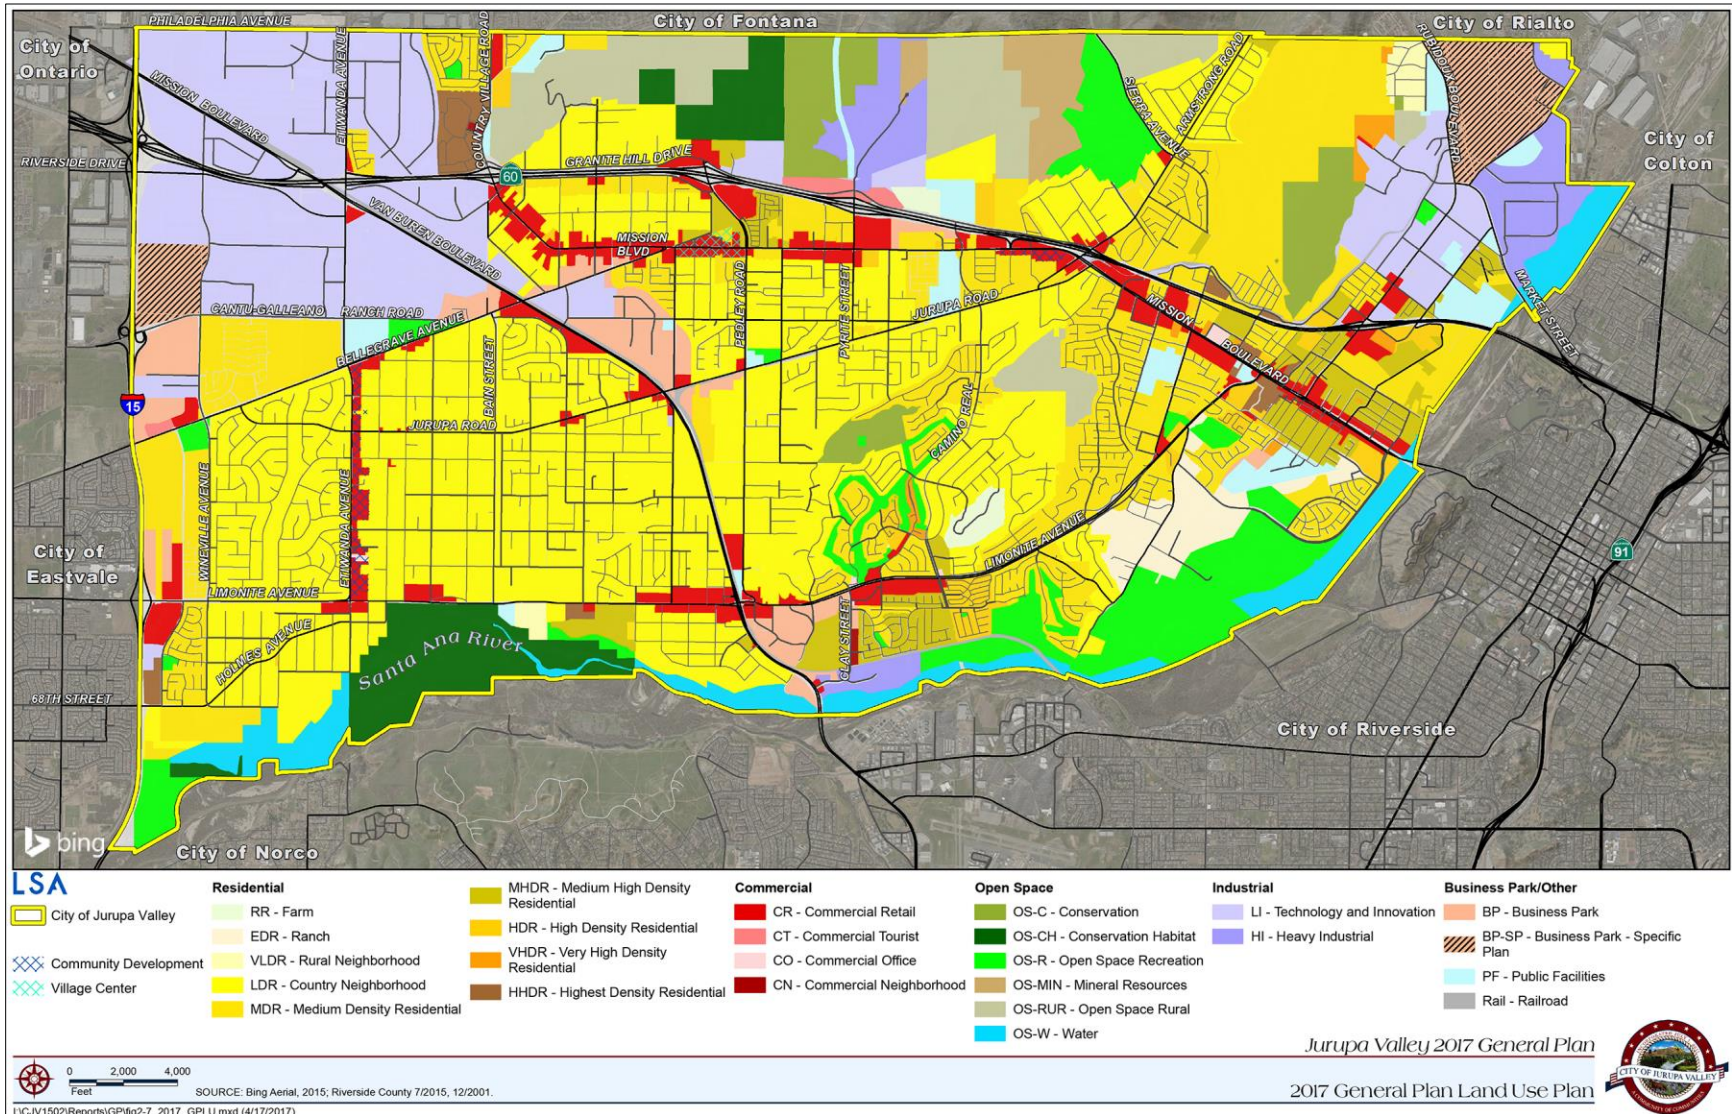 PHILADELPHIA AVENUE
City of Fontana
City of Rialto
City of
Ontario
MISSION BOULEVARD
ETIWANDA AVENUE
COUNTRY VILLAGE ROAD
SIERRA AVENUE
ARMSTRONG ROAD
RUBIDOUX BOULEVARD
City of
Colton
RIVERSIDE DRIVE
GRANITE HILL DRIVE
60
VAN BUREN BOULEVARD
MISSION
BLVD
PEDLEY ROAD
PYRITE STREET
JURUPA ROAD
MISSION
BOULEVARD
MARKET STREET
CANTU-GALLEANO RANCH ROAD
BELLEGRAVE AVENUE
BAIN STREET
15
JURUPA ROAD
CAMINO REAL
WINEVILLE AVENUE
ETIWANDA AVENUE
LIMONITE AVENUE
91
City of
Eastvale
LIMONITE AVENUE
HOLMES AVENUE
Santa Ana River
CLAY STREET
68TH STREET
City of Riverside
bing
City of Norco
LSA
City of Jurupa Valley
Community Development
Village Center
Residential
RR - Farm
EDR - Ranch
VLDR - Rural Neighborhood
LDR - Country Neighborhood
MDR - Medium Density Residential
MHDR - Medium High Density
Residential
HDR - High Density Residential
VHDR - Very High Density
Residential
HHDR - Highest Density Residential
Commercial
CR - Commercial Retail
CT - Commercial Tourist
CO - Commercial Office
CN - Commercial Neighborhood
Open Space
OS-C - Conservation
OS-CH - Conservation Habitat
OS-R - Open Space Recreation
OS-MIN - Mineral Resources
OS-RUR - Open Space Rural
OS-W - Water
Industrial
LI - Technology and Innovation
HI - Heavy Industrial
Business Park/Other
BP - Business Park
BP-SP - Business Park - Specific
Plan
PF - Public Facilities
Rail - Railroad
Jurupa Valley 2017 General Plan
2017 General Plan Land Use Plan
0 2,000 4,000
Feet
SOURCE: Bing Aerial, 2015; Riverside County 7/2015, 12/2001.
I:\CJV1502\Reports\GP\fig2-7_2017_GPLU.mxd (4/17/2017)
CITY OF JURUPA VALLEY